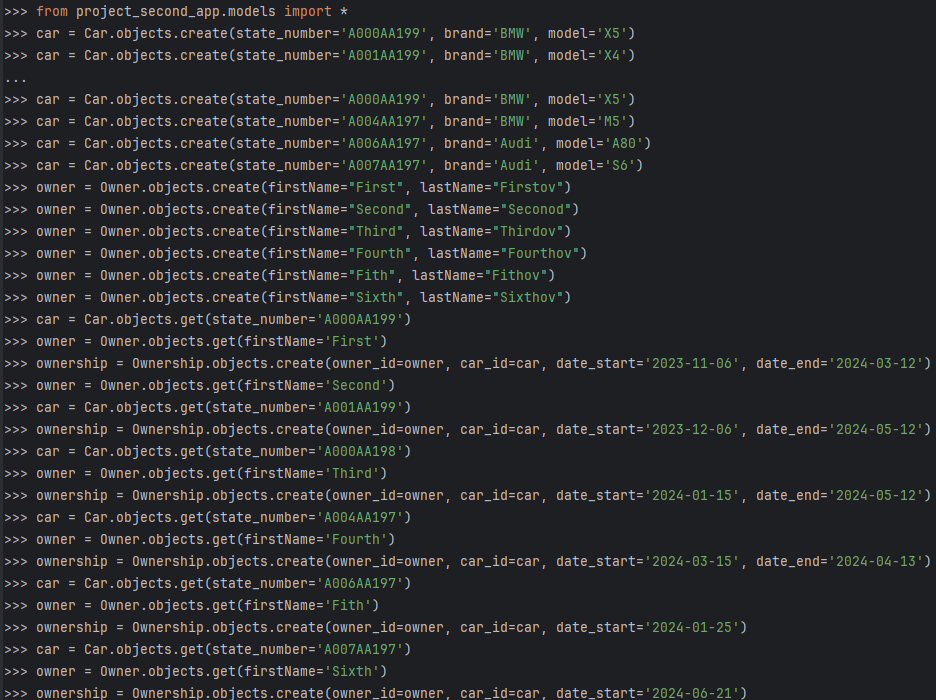 >>> from project_second_app.models import *
>>> car = Car.objects.create(state_number='A000AA199', brand='BMW', model='X5')
>>> car = Car.objects.create(state_number='A001AA199', brand='BMW', model='X4')
...
>>> car = Car.objects.create(state_number='A000AA199', brand='BMW', model='X5')
>>> car = Car.objects.create(state_number='A004AA197', brand='BMW', model='M5')
>>> car = Car.objects.create(state_number='A006AA197', brand='Audi', model='A80')
>>> car = Car.objects.create(state_number='A007AA197', brand='Audi', model='S6')
>>> owner = Owner.objects.create(firstName="First", lastName="Firstov")
>>> owner = Owner.objects.create(firstName="Second", lastName="Seconod")
>>> owner = Owner.objects.create(firstName="Third", lastName="Thirdov")
>>> owner = Owner.objects.create(firstName="Fourth", lastName="Fourthov")
>>> owner = Owner.objects.create(firstName="Fith", lastName="Fithov")
>>> owner = Owner.objects.create(firstName="Sixth", lastName="Sixthov")
>>> car = Car.objects.get(state_number='A000AA199')
>>> owner = Owner.objects.get(firstName='First')
>>> ownership = Ownership.objects.create(owner_id=owner, car_id=car, date_start='2023-11-06', date_end='2024-03-12')
>>> owner = Owner.objects.get(firstName='Second')
>>> car = Car.objects.get(state_number='A001AA199')
>>> ownership = Ownership.objects.create(owner_id=owner, car_id=car, date_start='2023-12-06', date_end='2024-05-12')
>>> car = Car.objects.get(state_number='A000AA198')
>>> owner = Owner.objects.get(firstName='Third')
>>> ownership = Ownership.objects.create(owner_id=owner, car_id=car, date_start='2024-01-15', date_end='2024-05-12')
>>> car = Car.objects.get(state_number='A004AA197')
>>> owner = Owner.objects.get(firstName='Fourth')
>>> ownership = Ownership.objects.create(owner_id=owner, car_id=car, date_start='2024-03-15', date_end='2024-04-13')
>>> car = Car.objects.get(state_number='A006AA197')
>>> owner = Owner.objects.get(firstName='Fith')
>>> ownership = Ownership.objects.create(owner_id=owner, car_id=car, date_start='2024-01-25')
>>> car = Car.objects.get(state_number='A007AA197')
>>> owner = Owner.objects.get(firstName='Sixth')
>>> ownership = Ownership.objects.create(owner_id=owner, car_id=car, date_start='2024-06-21')